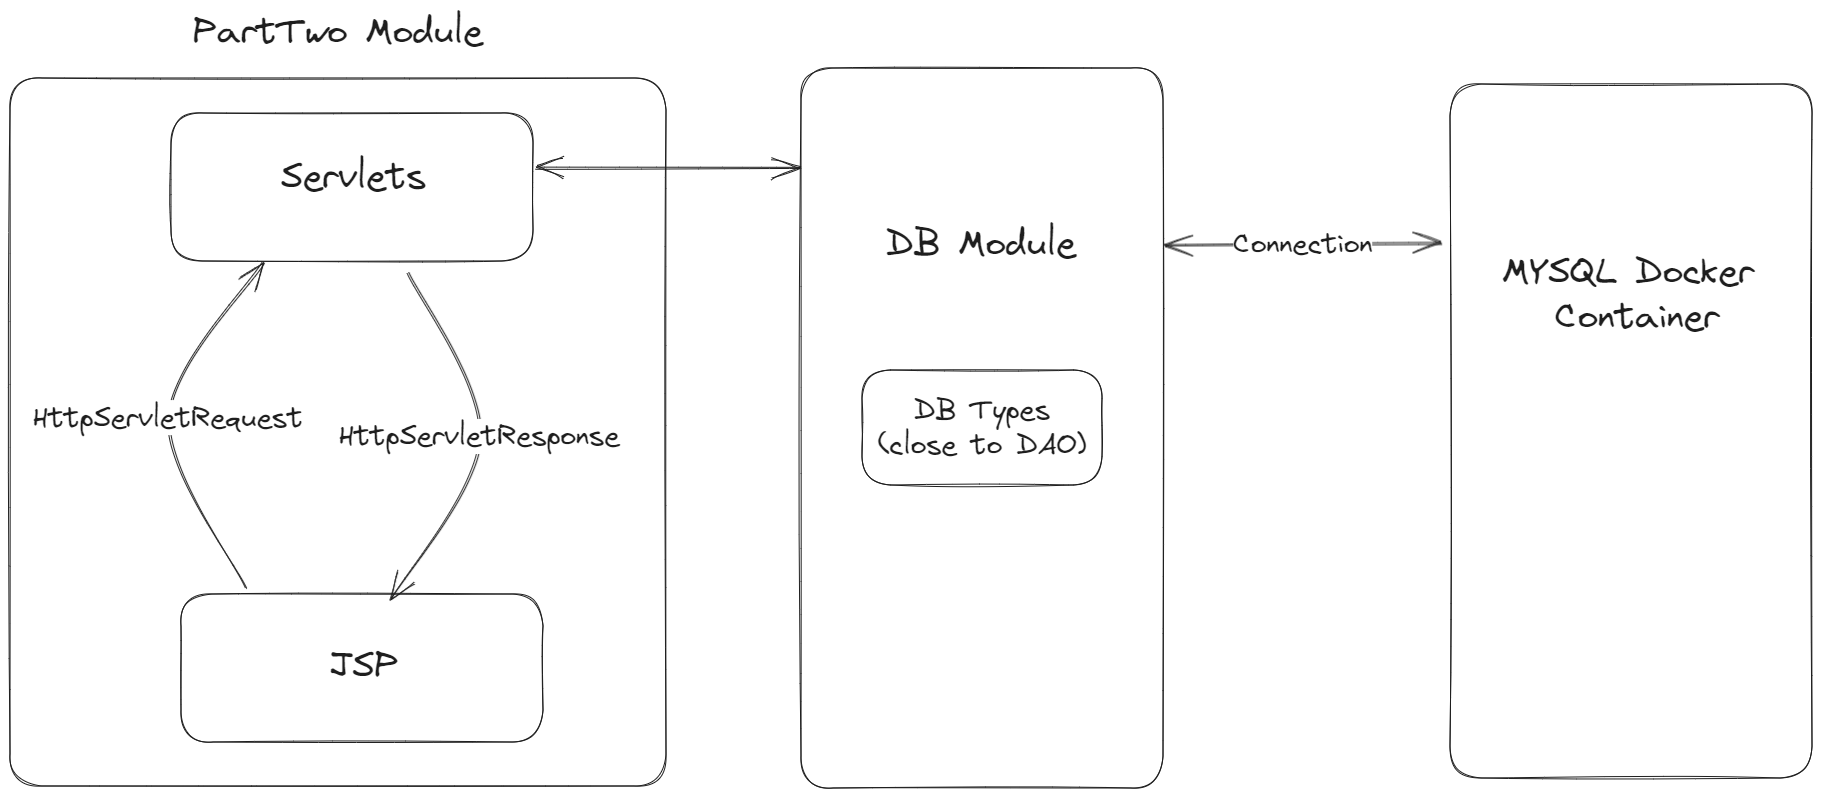 PartTwo Module
Servlets
HttpServletRequest
HttpServletResponse
JSP
DB Module
DB Types
(close to DAO)
Connection
MYSQL Docker
Container